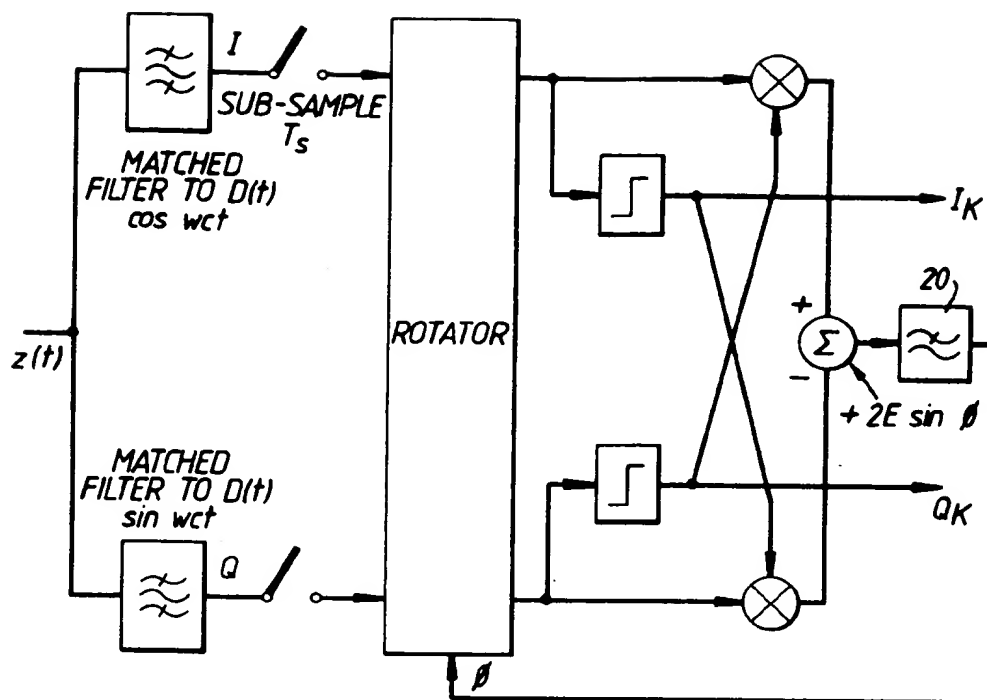 I
SUB-SAMPLE
Ts
MATCHED
FILTER TO D(t)
cos wct
z(t)
ROTATOR
IK
20
+
Σ
-
+ 2E sin ø
MATCHED
FILTER TO D(t)
sin wct
QK
Q
ø